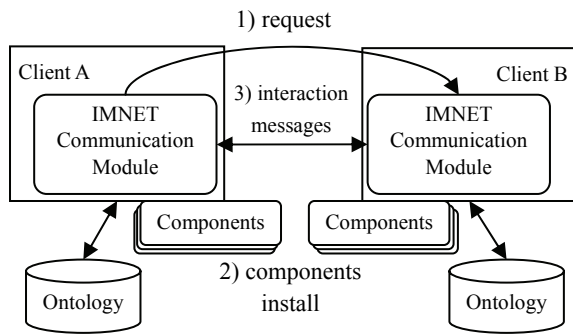 1) request
Client A
Client B
IMNET
Communication
Module
3) interaction
messages
IMNET
Communication
Module
Components
Components
2) components
install
Ontology
Ontology